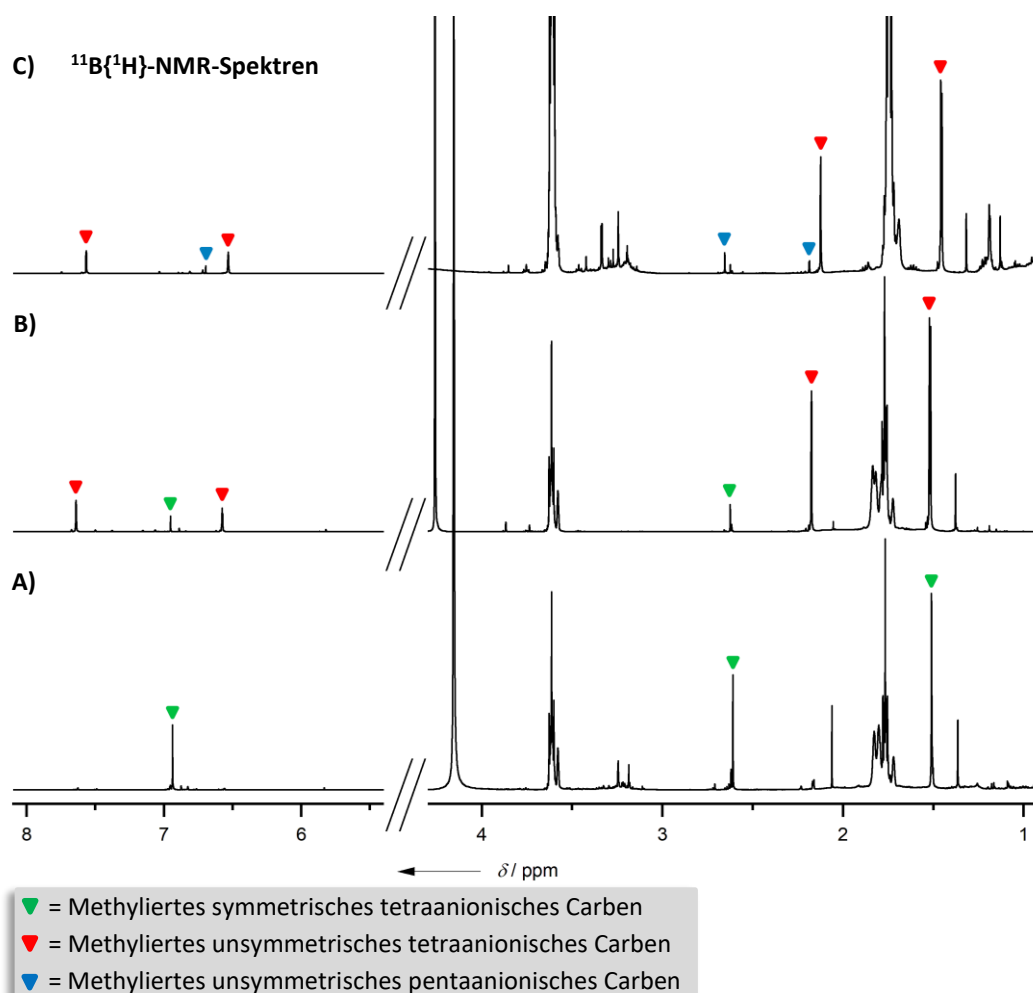 C) ¹¹B{¹H}-NMR-Spektren
B)
A)
8 7 6 4 3 2 1
δ / ppm
= Methyliertes symmetrisches tetraanionisches Carben
= Methyliertes unsymmetrisches tetraanionisches Carben
= Methyliertes unsymmetrisches pentaanionisches Carben